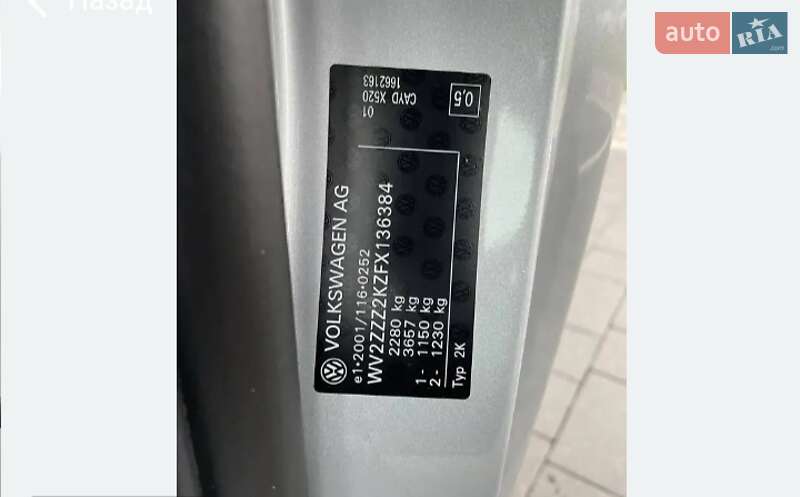 Назад
auto
RIA
.com
VOLKSWAGEN AG
e1*2001/116*0252
WV2ZZZ2KZFX136384
2280 kg
3657 kg
1 - 1150 kg
2 - 1230 kg
Typ 2K
01
CAYD X520
1662163
0,5